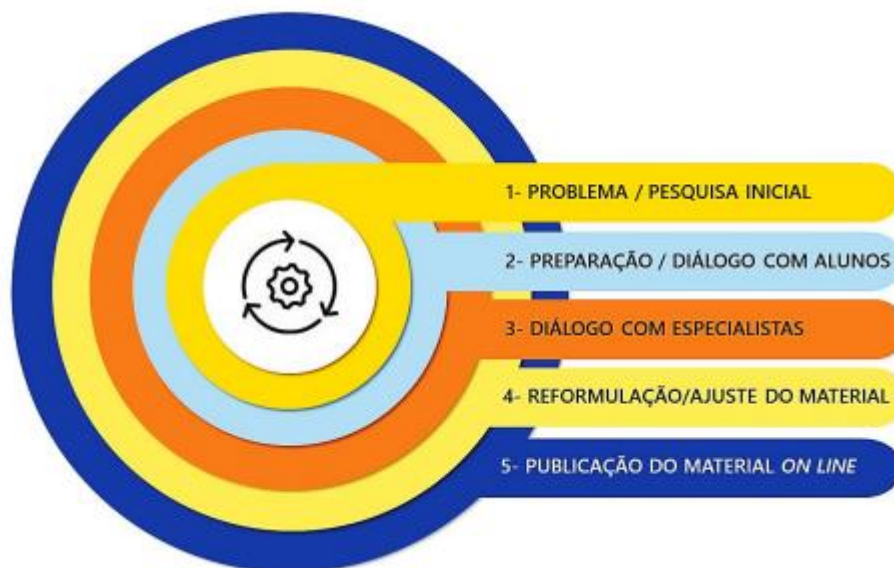 1- PROBLEMA / PESQUISA INICIAL
2- PREPARAÇÃO / DIÁLOGO COM ALUNOS
3- DIÁLOGO COM ESPECIALISTAS
4- REFORMULAÇÃO/AJUSTE DO MATERIAL
5- PUBLICAÇÃO DO MATERIAL ON LINE